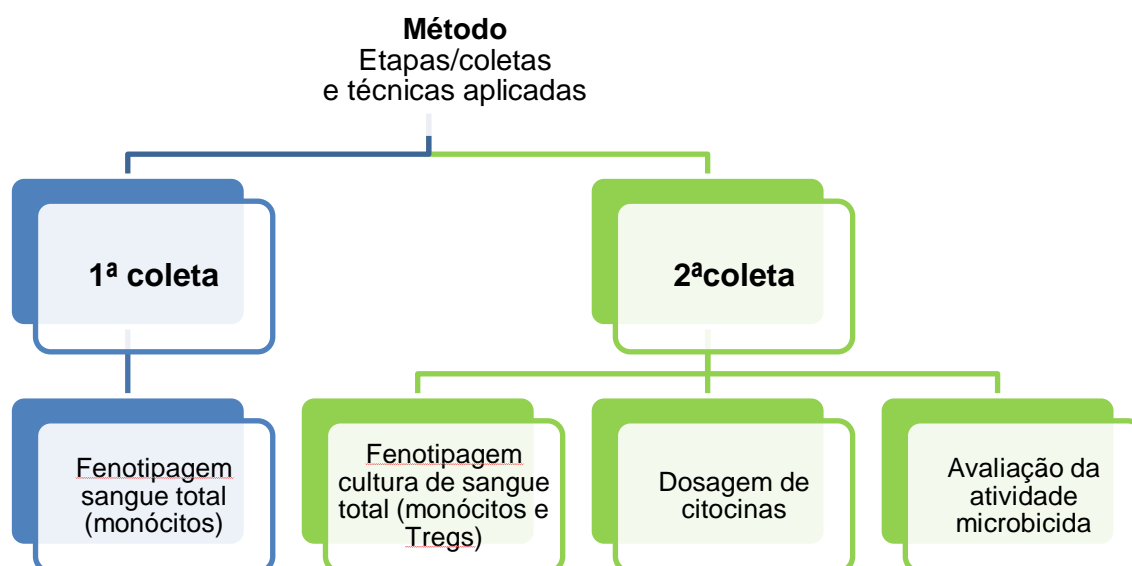 Método
Etapas/coletas
e técnicas aplicadas
1ª coleta
2ªcoleta
Fenotipagem
sangue total
(monócitos)
Fenotipagem
cultura de sangue
total (monócitos e
Tregs)
Dosagem de
citocinas
Avaliação da
atividade
microbicida